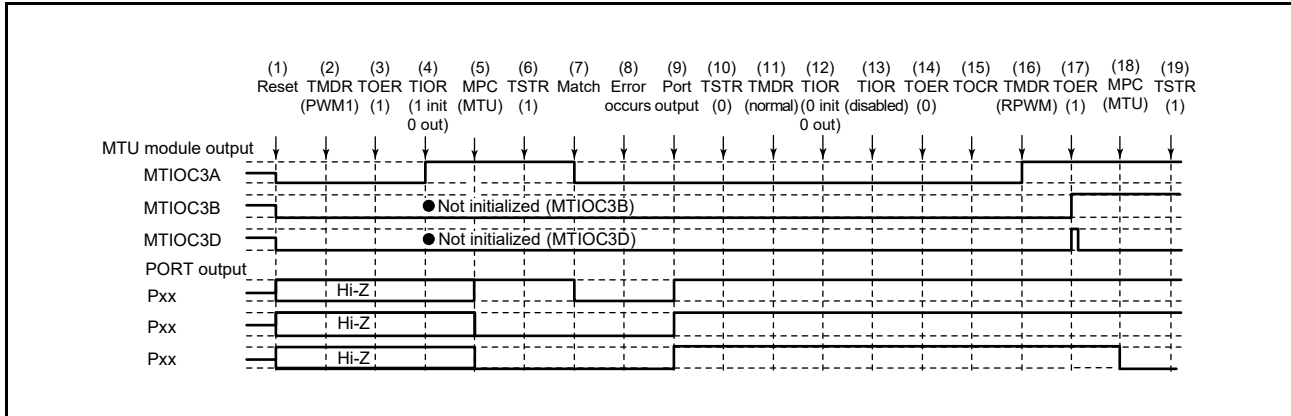 (1) (2) (3) (4) (5) (6) (7) (8) (9) (10) (11) (12) (13) (14) (15) (16) (17) (18) (19)
Reset TMDR TOER TIOR MPC TSTR Match Error Port TSTR TMDR TIOR TIOR TOER TOCR TMDR TOER MPC TSTR
(PWM1) (1) (1 init (MTU) (1) occurs output (0) (normal) (0 init (disabled) (0) (RPWM) (1) (MTU) (1)
0 out) 0 out)
MTU module output
MTIOC3A
MTIOC3B ●Not initialized (MTIOC3B)
MTIOC3D ●Not initialized (MTIOC3D)
PORT output
Pxx Hi-Z
Pxx Hi-Z
Pxx Hi-Z